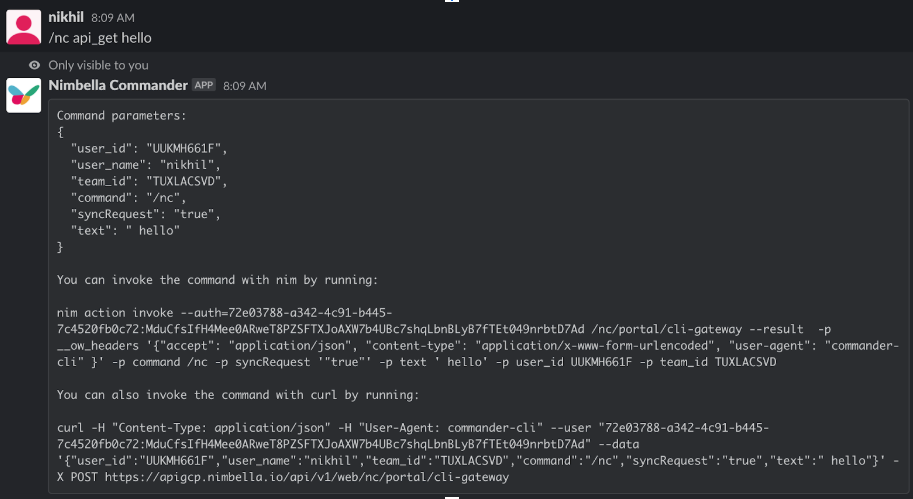 nikhil 8:09 AM
/nc api_get hello
Only visible to you
Nimbella Commander APP 8:09 AM
Command parameters:
{
"user_id": "UUKMH661F",
"user_name": "nikhil",
"team_id": "TUXLACSVD",
"command": "/nc",
"syncRequest": "true",
"text": " hello"
}
You can invoke the command with nim by running:
nim action invoke --auth=72e03788-a342-4c91-b445-
7c4520fb0c72:MduCfsIfH4Mee0ARweT8PZSFTXJoAXW7b4UBc7shqLbnBLyB7fTEt049nrbtD7Ad /nc/portal/cli-gateway --result  -p
__ow_headers '{"accept": "application/json", "content-type": "application/x-www-form-urlencoded", "user-agent": "commander-
cli" }' -p command /nc -p syncRequest '"true"' -p text ' hello' -p user_id UUKMH661F -p team_id TUXLACSVD
You can also invoke the command with curl by running:
curl -H "Content-Type: application/json" -H "User-Agent: commander-cli" --user "72e03788-a342-4c91-b445-
7c4520fb0c72:MduCfsIfH4Mee0ARweT8PZSFTXJoAXW7b4UBc7shqLbnBLyB7fTEt049nrbtD7Ad" --data
'{"user_id":"UUKMH661F","user_name":"nikhil","team_id":"TUXLACSVD","command":"/nc","syncRequest":"true","text":" hello"}' -
X POST https://apigcp.nimbella.io/api/v1/web/nc/portal/cli-gateway